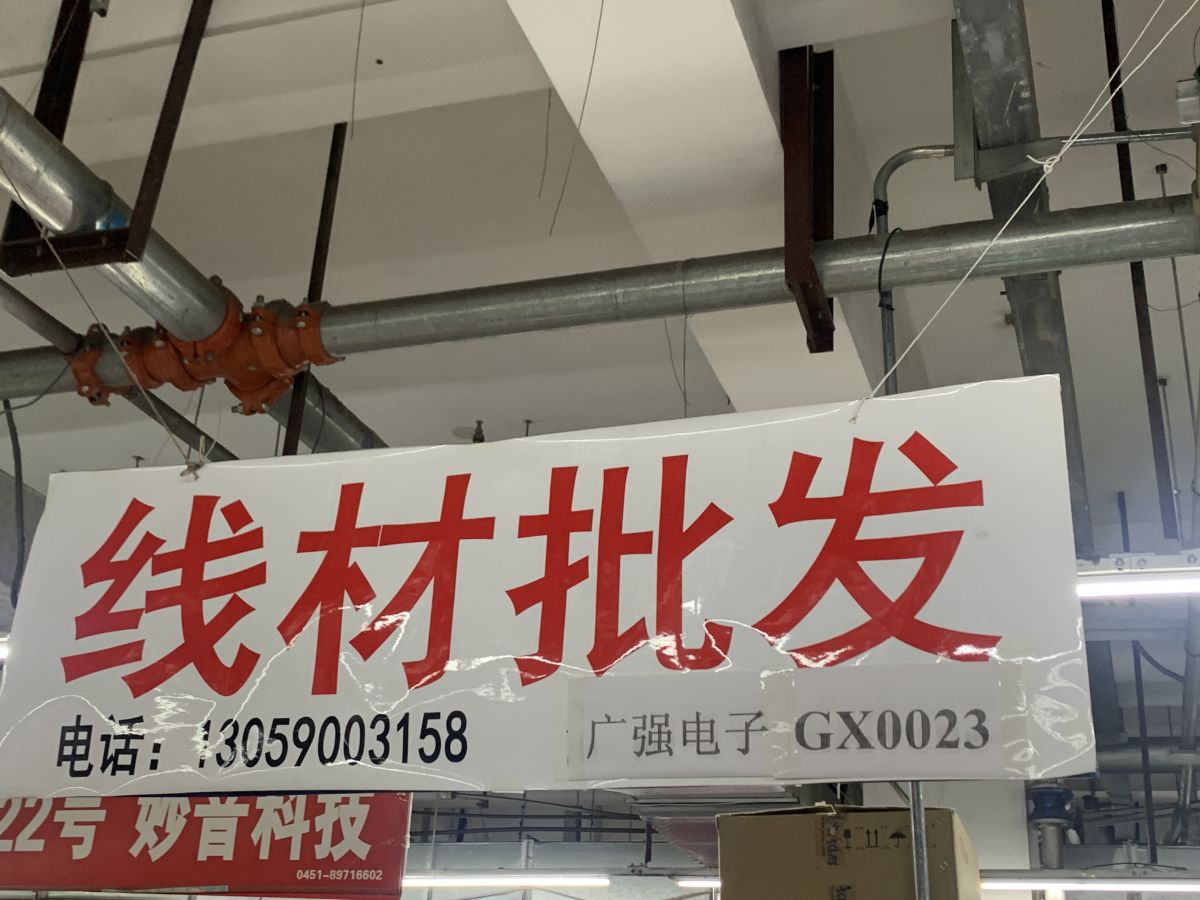 线材批发
电话：13059003158
广强电子 GX0023
22号 妙音科技
0451-89716602